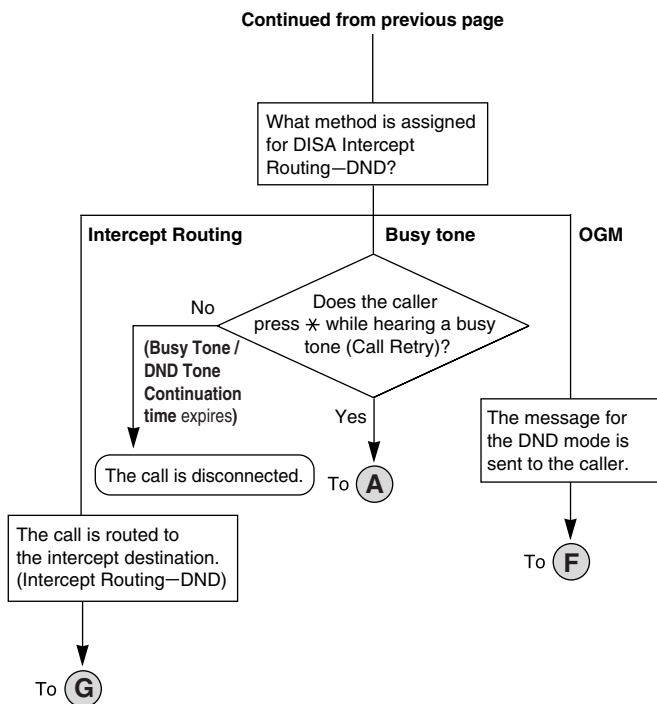 Continued from previous page
What method is assigned
for DISA Intercept
Routing—DND?
Intercept Routing
Busy tone
OGM
No
Does the caller
press ✳ while hearing a busy
tone (Call Retry)?
(Busy Tone /
DND Tone
Continuation
time expires)
Yes
The message for
the DND mode is
sent to the caller.
The call is disconnected.
To A
The call is routed to
the intercept destination.
(Intercept Routing—DND)
To F
To G